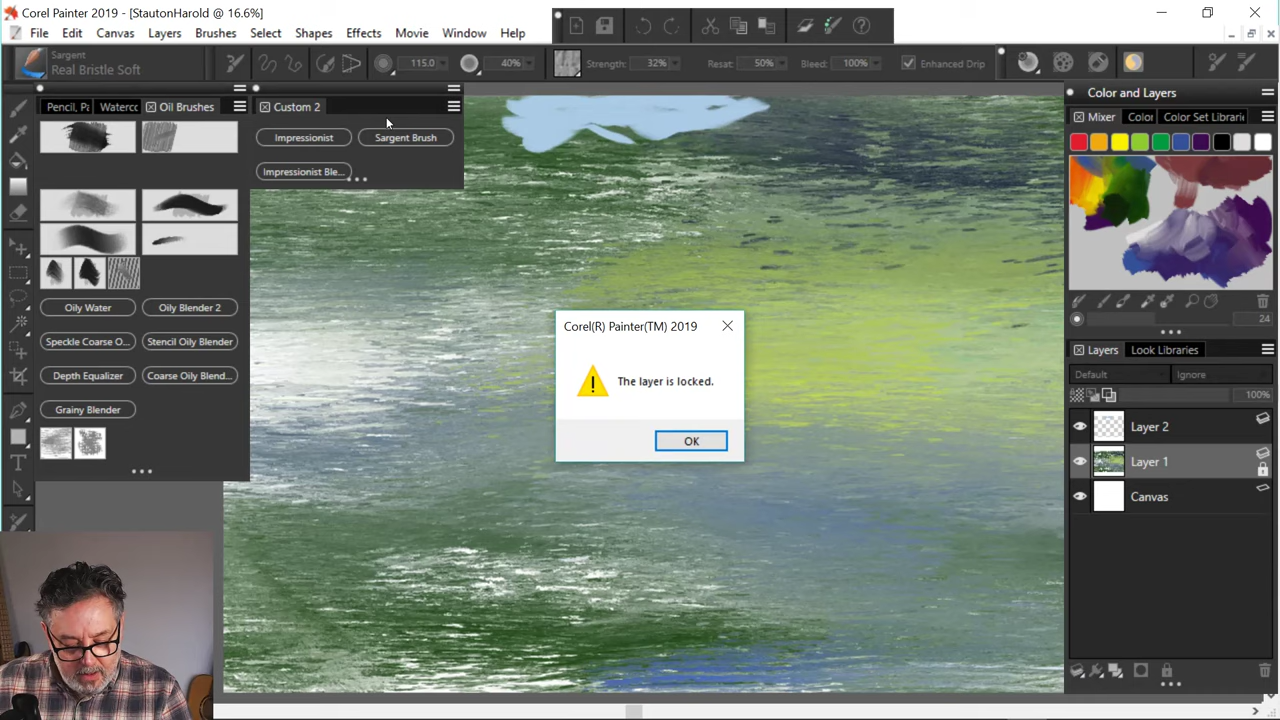 Corel Painter 2019 - [StautonHarold @ 16.6%]
File Edit Canvas Layers Brushes Select Shapes Effects Movie Window Help
Sargent
Real Bristle Soft
115.0
40%
Strength: 32%
Resat: 50%
Bleed: 100%
Enhanced Drip
Pencil, Pa
Waterco
Oil Brushes
Custom 2
Impressionist
Sargent Brush
Impressionist Ble...
Oily Water
Oily Blender 2
Speckle Coarse O...
Stencil Oily Blender
Depth Equalizer
Coarse Oily Blend...
Grainy Blender
Corel(R) Painter(TM) 2019
The layer is locked.
OK
Color and Layers
Mixer
Color
Color Set Librari
24
Layers
Look Libraries
Default
Ignore
100%
Layer 2
Layer 1
Canvas